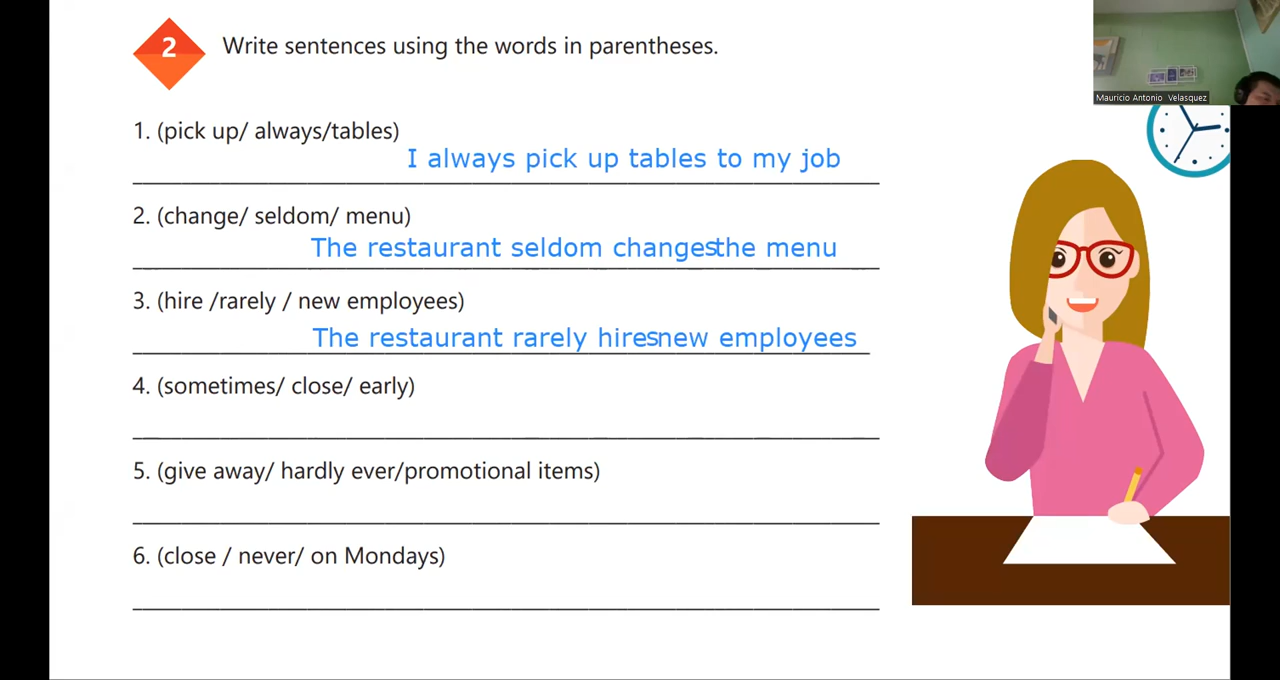 2 Write sentences using the words in parentheses.
Mauricio Antonio Velasquez
1. (pick up/ always/tables)
I always pick up tables to my job
2. (change/ seldom/ menu)
The restaurant seldom changesthe menu
3. (hire /rarely / new employees)
The restaurant rarely hiresnew employees
4. (sometimes/ close/ early)
5. (give away/ hardly ever/promotional items)
6. (close / never/ on Mondays)